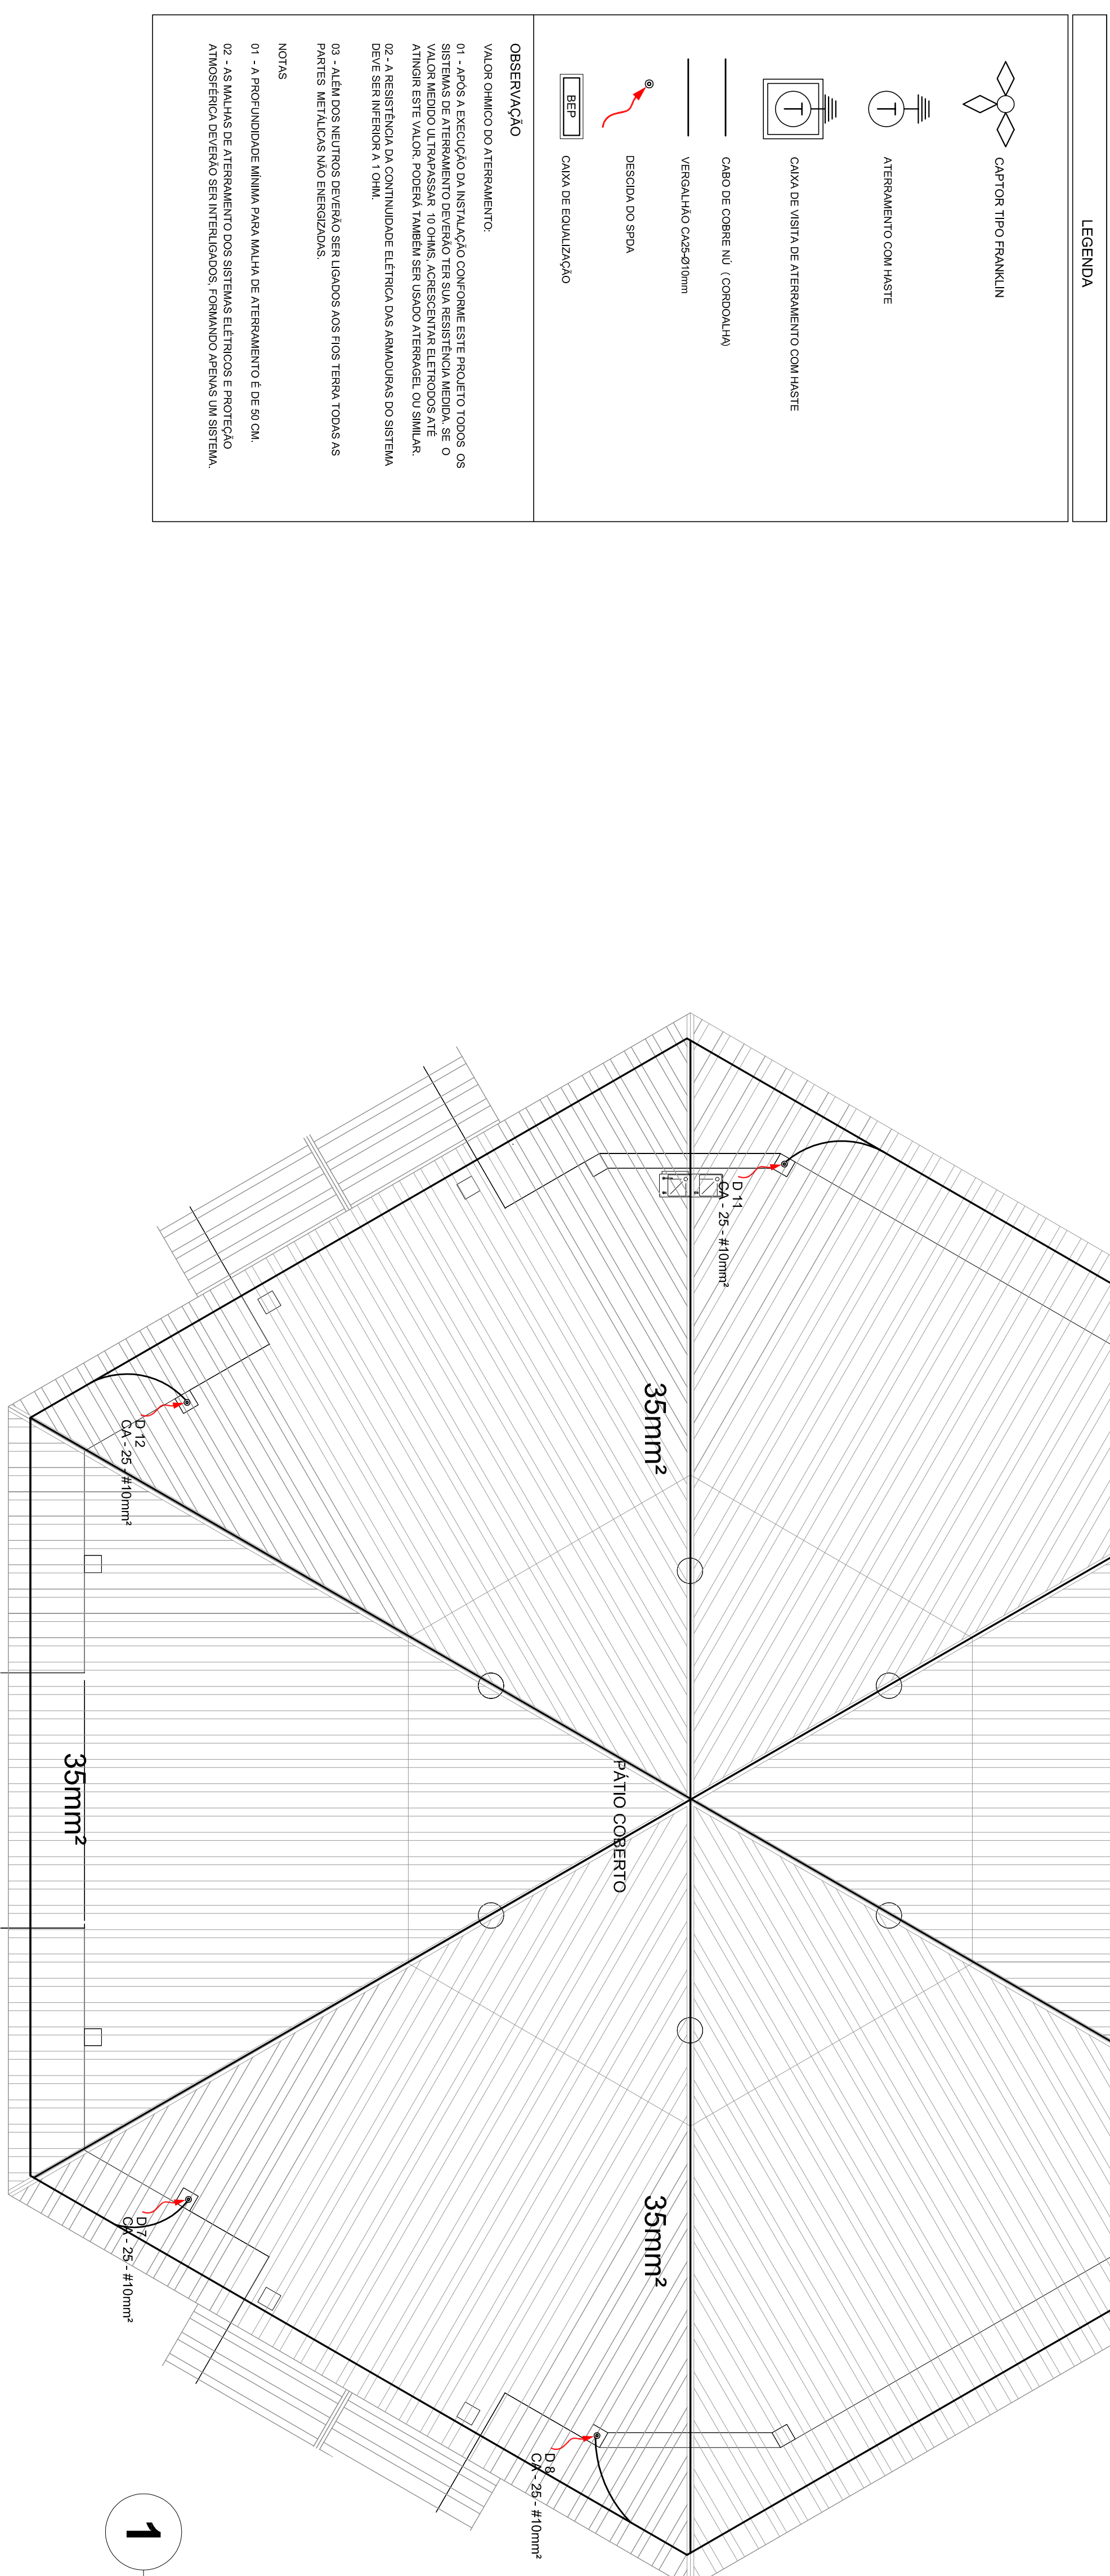 LEGENDA
CAPTOR TIPO FRANKLIN
T
ATERRAMENTO COM HASTE
T
CAIXA DE VISITA DE ATERRAMENTO COM HASTE
CABO DE COBRE NÚ ( CORDOALHA)
VERGALHÃO CA25-Ø10mm
DESCIDA DO SPDA
BEP
CAIXA DE EQUALIZAÇÃO
OBSERVAÇÃO
VALOR OHMICO DO ATERRAMENTO:
01 - APÓS A EXECUÇÃO DA INSTALAÇÃO CONFORME ESTE PROJETO TODOS OS
SISTEMAS DE ATERRAMENTO DEVERÃO TER SUA RESISTÊNCIA MEDIDA. SE O
VALOR MEDIDO ULTRAPASSAR 10 OHMS, ACRESCENTAR ELETRODOS ATÉ
ATINGIR ESTE VALOR. PODERÁ TAMBÉM SER USADO ATERRAGEL OU SIMILAR.
02 - A RESISTÊNCIA DA CONTINUIDADE ELÉTRICA DAS ARMADURAS DO SISTEMA
DEVE SER INFERIOR A 1 OHM.
03 - ALÉM DOS NEUTROS DEVERÃO SER LIGADOS AOS FIOS TERRA TODAS AS
PARTES METÁLICAS NÃO ENERGIZADAS.
NOTAS
01 - A PROFUNDIDADE MÍNIMA PARA MALHA DE ATERRAMENTO É DE 50 CM.
02 - AS MALHAS DE ATERRAMENTO DOS SISTEMAS ELÉTRICOS E PROTEÇÃO
ATMOSFÉRICA DEVERÃO SER INTERLIGADOS, FORMANDO APENAS UM SISTEMA.
D 11
CA - 25 - #10mm²
35mm²
D 12
CA - 25 - #10mm²
PÁTIO COBERTO
35mm²
35mm²
D 7
CA - 25 - #10mm²
D 8
CA - 25 - #10mm²
1